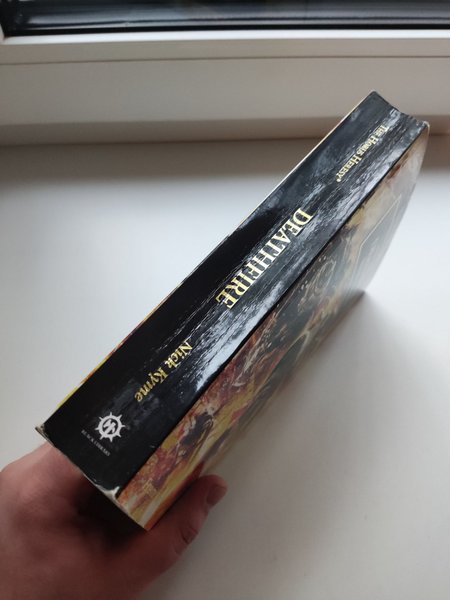 THE HORUS HERESY®
DEATHFIRE
Nick Kyme
BLACK LIBRARY